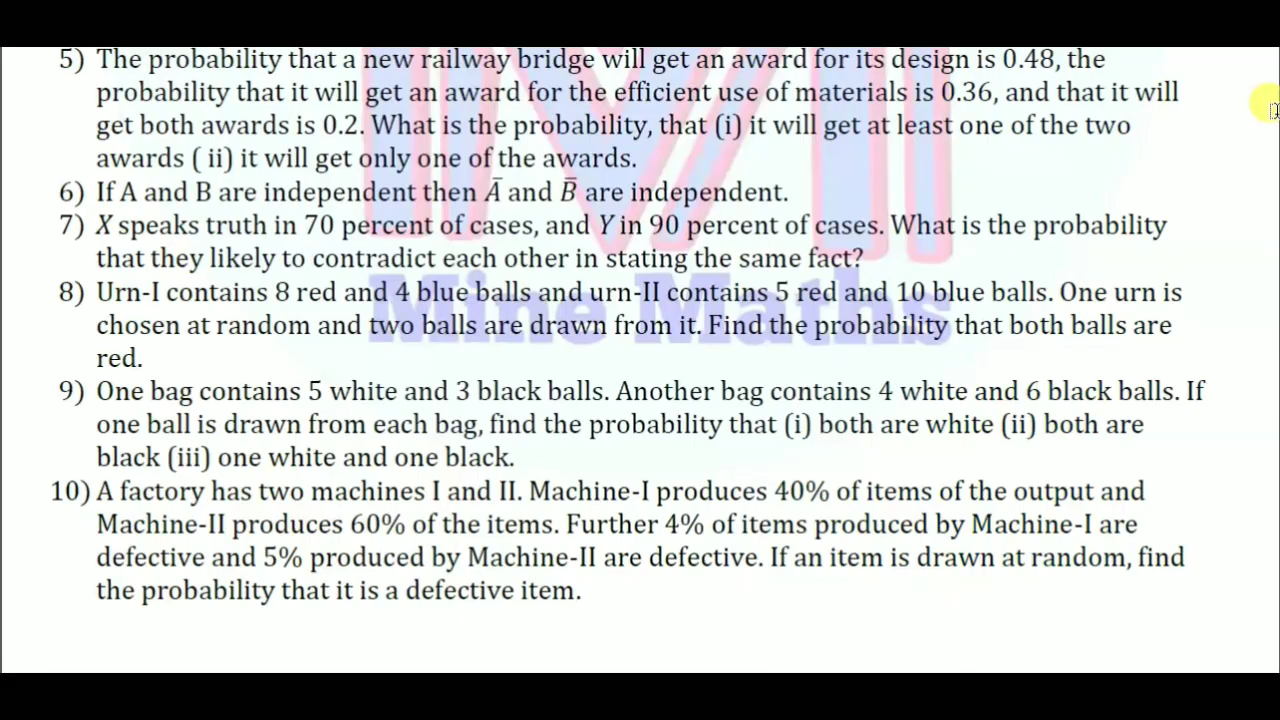 5) The probability that a new railway bridge will get an award for its design is 0.48, the
probability that it will get an award for the efficient use of materials is 0.36, and that it will
get both awards is 0.2. What is the probability, that (i) it will get at least one of the two
awards ( ii) it will get only one of the awards.
6) If A and B are independent then A̅ and B̅ are independent.
7) X speaks truth in 70 percent of cases, and Y in 90 percent of cases. What is the probability
that they likely to contradict each other in stating the same fact?
Mine Maths
8) Urn-I contains 8 red and 4 blue balls and urn-II contains 5 red and 10 blue balls. One urn is
chosen at random and two balls are drawn from it. Find the probability that both balls are
red.
9) One bag contains 5 white and 3 black balls. Another bag contains 4 white and 6 black balls. If
one ball is drawn from each bag, find the probability that (i) both are white (ii) both are
black (iii) one white and one black.
10) A factory has two machines I and II. Machine-I produces 40% of items of the output and
Machine-II produces 60% of the items. Further 4% of items produced by Machine-I are
defective and 5% produced by Machine-II are defective. If an item is drawn at random, find
the probability that it is a defective item.